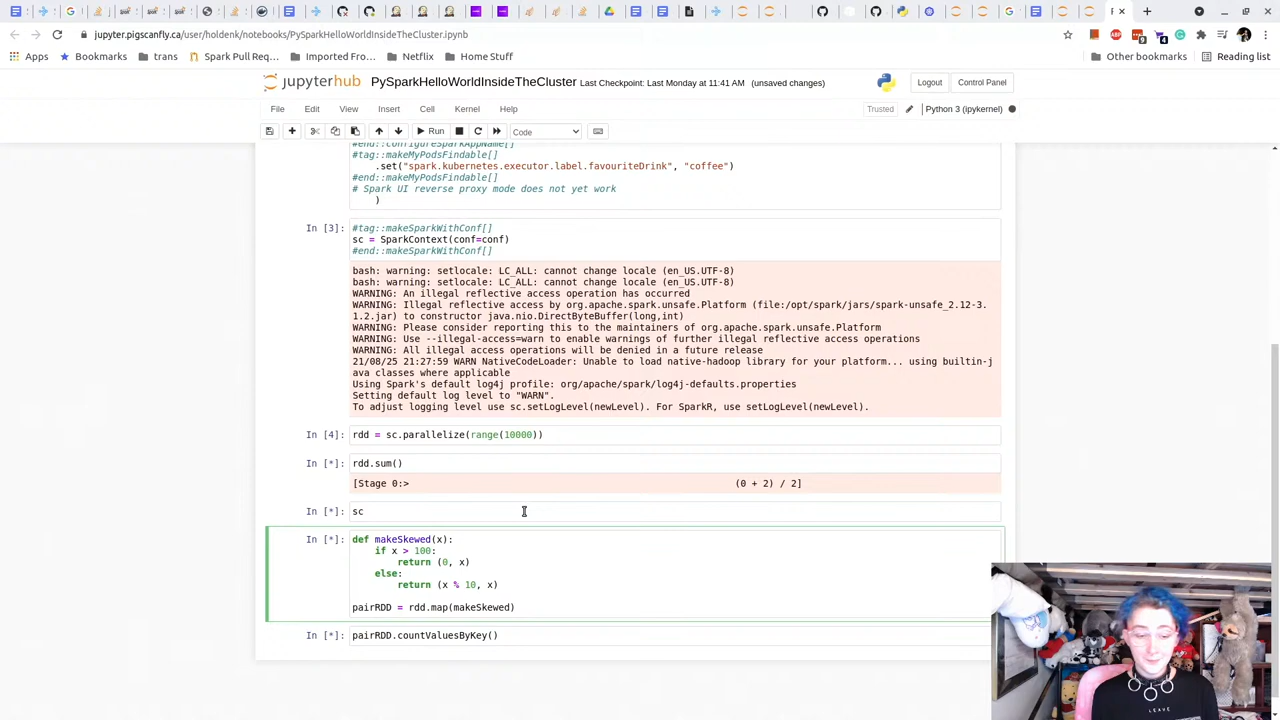 jupyter.pigscanfly.ca/user/holdenk/notebooks/PySparkHelloWorldInsideTheCluster.ipynb
Apps Bookmarks trans Spark Pull Req... Imported Fro... Netflix Home Stuff Other bookmarks Reading list
jupyterhub PySparkHelloWorldInsideTheCluster Last Checkpoint: Last Monday at 11:41 AM (unsaved changes) Logout Control Panel
File Edit View Insert Cell Kernel Help Trusted Python 3 (ipykernel)
Run Code
#end::configureSparkAppName[]
#tag::makeMyPodsFindable[]
.set("spark.kubernetes.executor.label.favouriteDrink", "coffee")
#end::makeMyPodsFindable[]
# Spark UI reverse proxy mode does not yet work
)
In [3]: #tag::makeSparkWithConf[]
sc = SparkContext(conf=conf)
#end::makeSparkWithConf[]
bash: warning: setlocale: LC_ALL: cannot change locale (en_US.UTF-8)
bash: warning: setlocale: LC_ALL: cannot change locale (en_US.UTF-8)
WARNING: An illegal reflective access operation has occurred
WARNING: Illegal reflective access by org.apache.spark.unsafe.Platform (file:/opt/spark/jars/spark-unsafe_2.12-3.
1.2.jar) to constructor java.nio.DirectByteBuffer(long,int)
WARNING: Please consider reporting this to the maintainers of org.apache.spark.unsafe.Platform
WARNING: Use --illegal-access=warn to enable warnings of further illegal reflective access operations
WARNING: All illegal access operations will be denied in a future release
21/08/25 21:27:59 WARN NativeCodeLoader: Unable to load native-hadoop library for your platform... using builtin-j
ava classes where applicable
Using Spark's default log4j profile: org/apache/spark/log4j-defaults.properties
Setting default log level to "WARN".
To adjust logging level use sc.setLogLevel(newLevel). For SparkR, use setLogLevel(newLevel).
In [4]: rdd = sc.parallelize(range(10000))
In [*]: rdd.sum()
[Stage 0:> (0 + 2) / 2]
In [*]: sc
In [*]: def makeSkewed(x):
if x > 100:
return (0, x)
else:
return (x % 10, x)
pairRDD = rdd.map(makeSkewed)
In [*]: pairRDD.countValuesByKey()
LEAVE